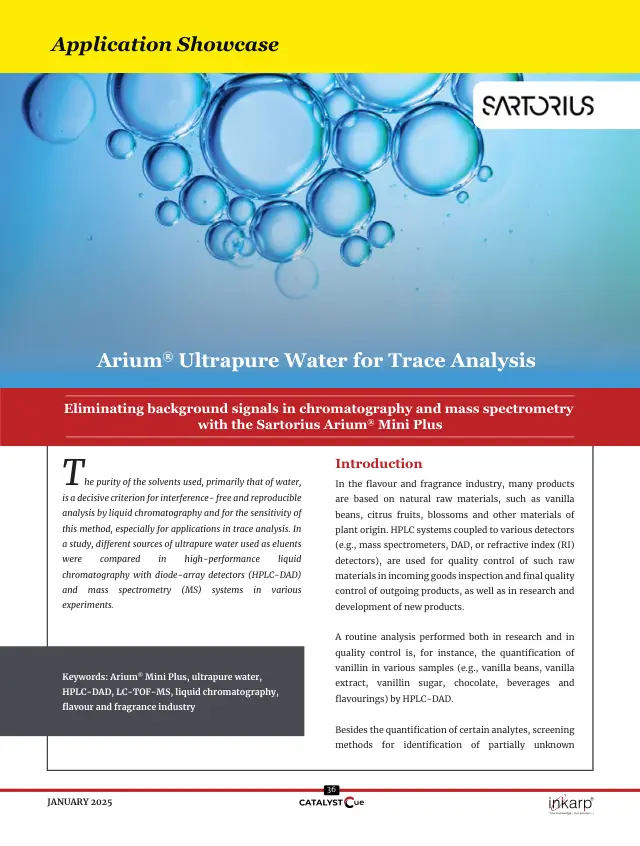 Application Showcase
SARTORIUS
Arium® Ultrapure Water for Trace Analysis
Eliminating background signals in chromatography and mass spectrometry
with the Sartorius Arium® Mini Plus
The purity of the solvents used, primarily that of water,
is a decisive criterion for interference- free and reproducible
analysis by liquid chromatography and for the sensitivity of
this method, especially for applications in trace analysis. In
a study, different sources of ultrapure water used as eluents
were compared in high-performance liquid
chromatography with diode-array detectors (HPLC-DAD)
and mass spectrometry (MS) systems in various
experiments.
Keywords: Arium® Mini Plus, ultrapure water,
HPLC-DAD, LC-TOF-MS, liquid chromatography,
flavour and fragrance industry
Introduction
In the flavour and fragrance industry, many products
are based on natural raw materials, such as vanilla
beans, citrus fruits, blossoms and other materials of
plant origin. HPLC systems coupled to various detectors
(e.g., mass spectrometers, DAD, or refractive index (RI)
detectors), are used for quality control of such raw
materials in incoming goods inspection and final quality
control of outgoing products, as well as in research and
development of new products.
A routine analysis performed both in research and in
quality control is, for instance, the quantification of
vanillin in various samples (e.g., vanilla beans, vanilla
extract, vanillin sugar, chocolate, beverages and
flavourings) by HPLC-DAD.
Besides the quantification of certain analytes, screening
methods for identification of partially unknown
JANUARY 2025
36
CATALYST Cue
inkarp®